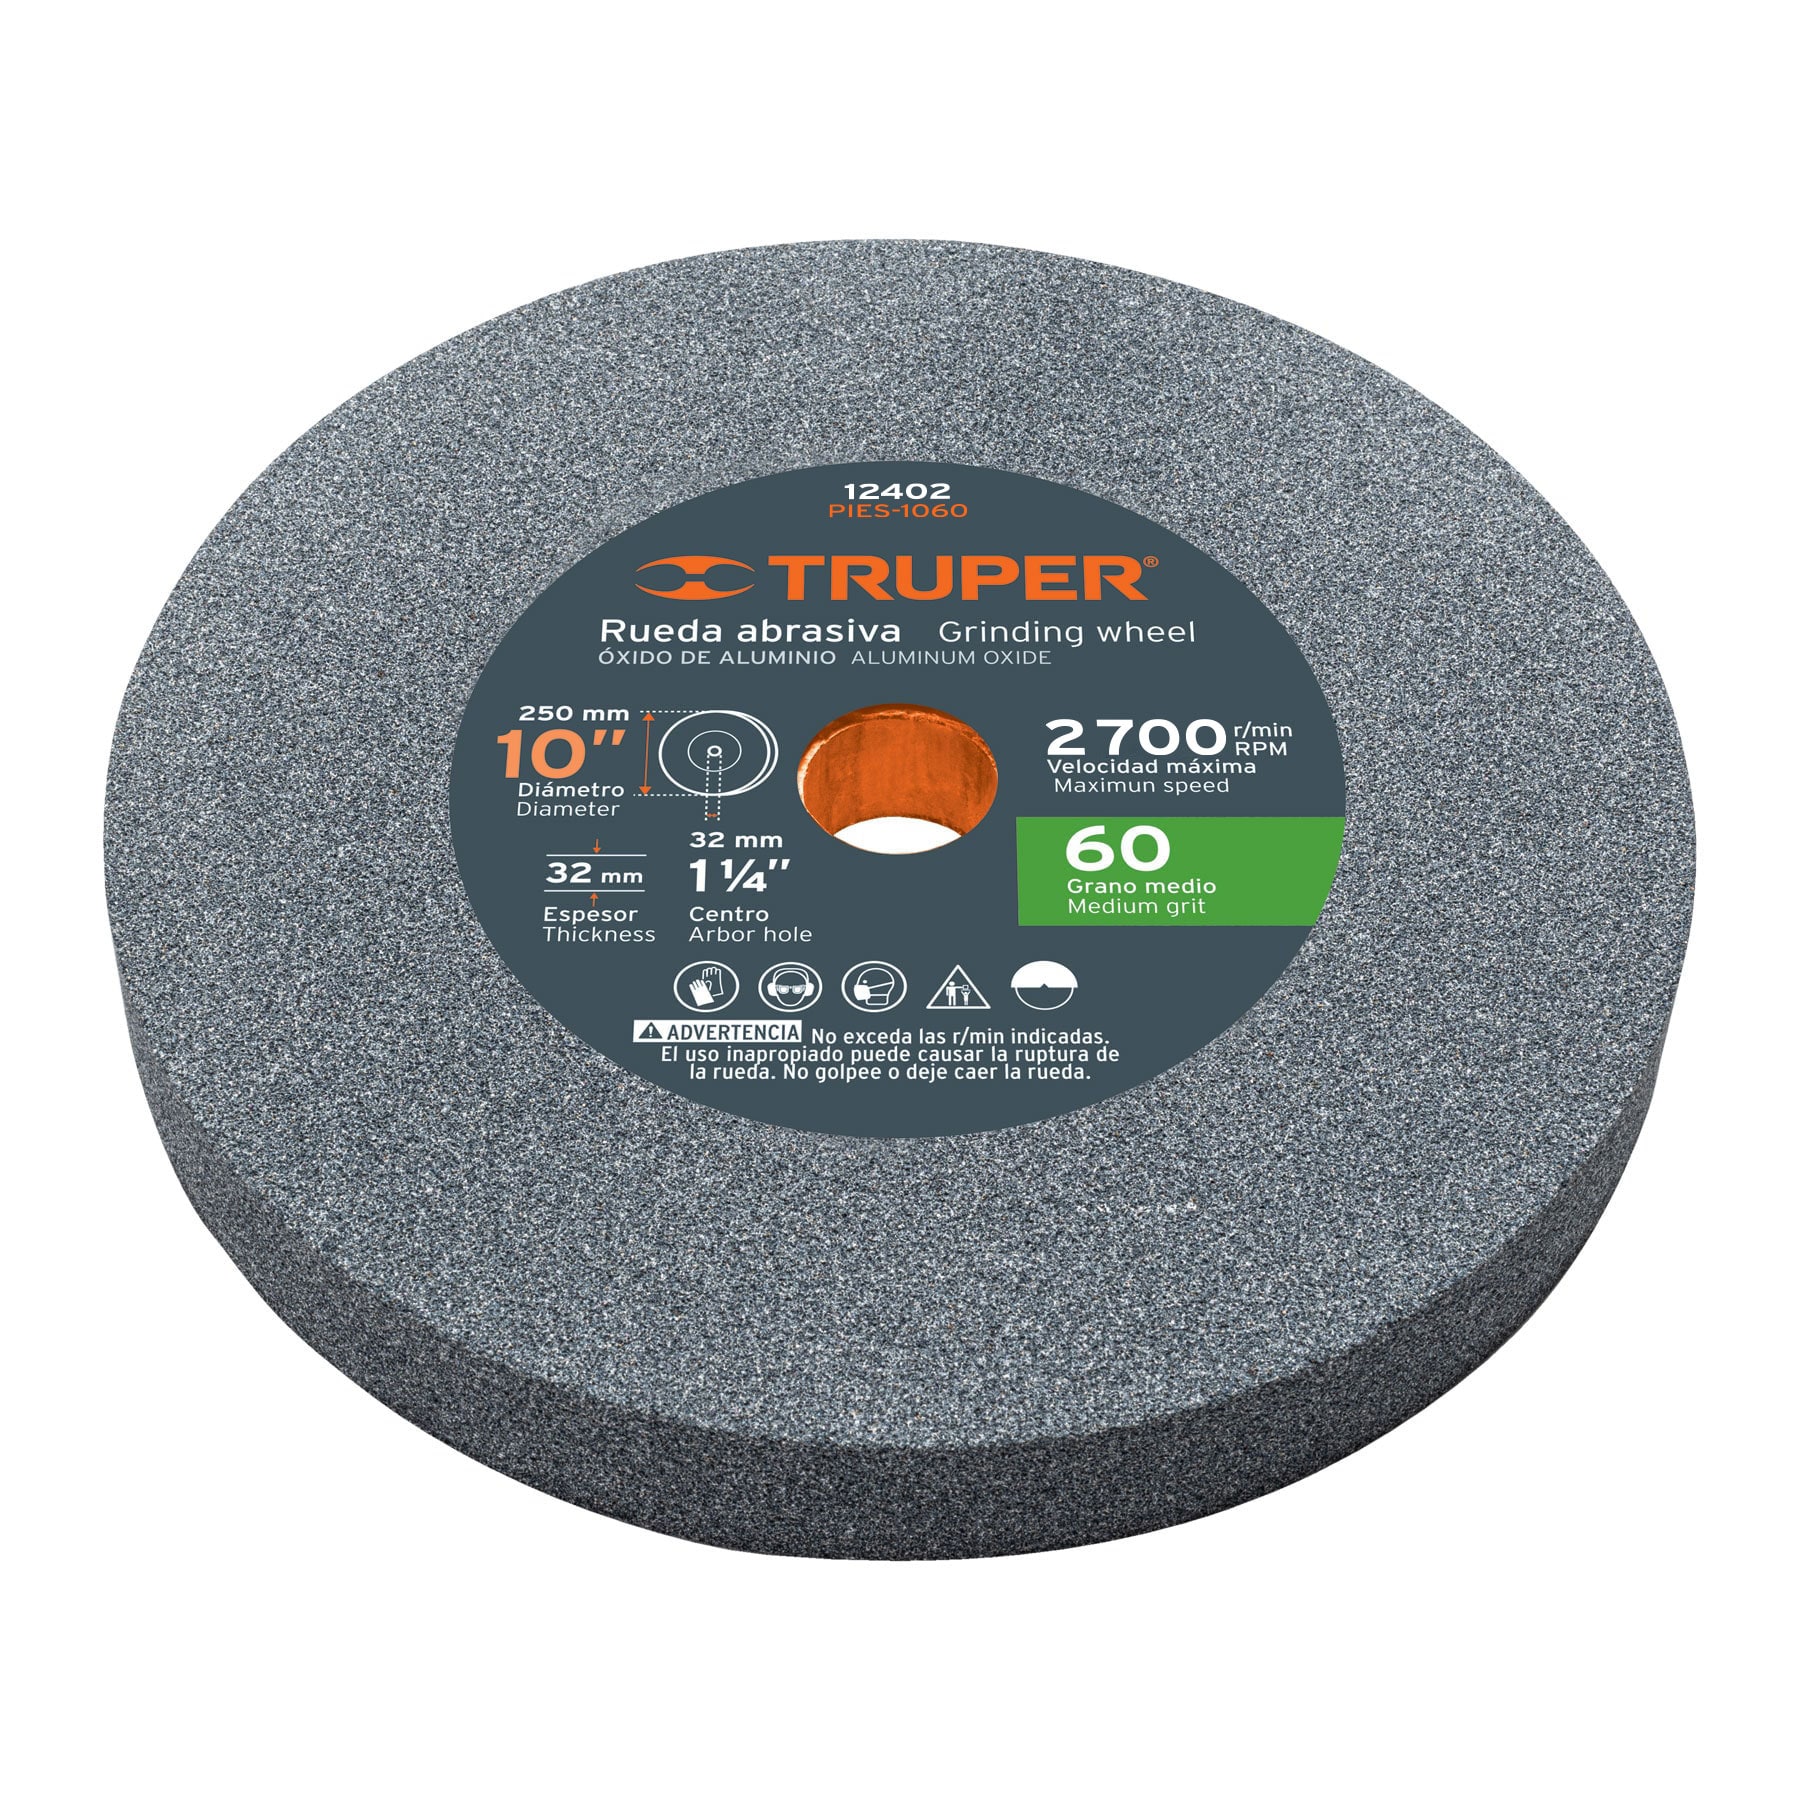 12402
PIES-1060
TRUPER®
Rueda abrasiva Grinding wheel
ÓXIDO DE ALUMINIO ALUMINUM OXIDE
250 mm
10"
Diámetro
Diameter
32 mm
Espesor
Thickness
32 mm
1 ¼"
Centro
Arbor hole
2 700 r/min RPM
Velocidad máxima
Maximun speed
60
Grano medio
Medium grit
ADVERTENCIA No exceda las r/min indicadas.
El uso inapropiado puede causar la ruptura de
la rueda. No golpee o deje caer la rueda.